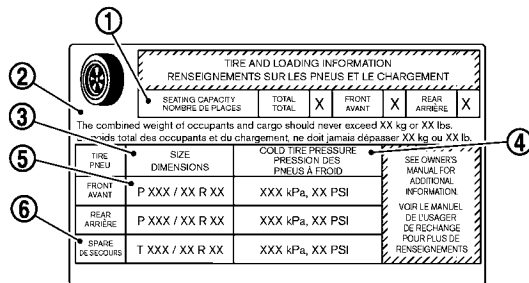 ①
②
③
④
⑤
⑥
TIRE AND LOADING INFORMATION
RENSEIGNEMENTS SUR LES PNEUS ET LE CHARGEMENT
SEATING CAPACITY
NOMBRE DE PLACES
TOTAL
TOTAL
X
FRONT
AVANT
X
REAR
ARRIÈRE
X
The combined weight of occupants and cargo should never exceed XX kg or XX lbs.
poids total des occupants et du chargement, ne doit jamais dépasser XX kg ou XX lb.
TIRE
PNEU
SIZE
DIMENSIONS
COLD TIRE PRESSURE
PRESSION DES
PNEUS À FROID
FRONT
AVANT
P XXX / XX R XX
XXX kPa, XX PSI
REAR
ARRIÈRE
P XXX / XX R XX
XXX kPa, XX PSI
SPARE
DE SECOURS
T XXX / XX R XX
XXX kPa, XX PSI
SEE OWNER'S
MANUAL FOR
ADDITIONAL
INFORMATION.
VOIR LE MANUEL
DE L'USAGER
DE RECHANGE
POUR PLUS DE
RENSEIGNEMENTS